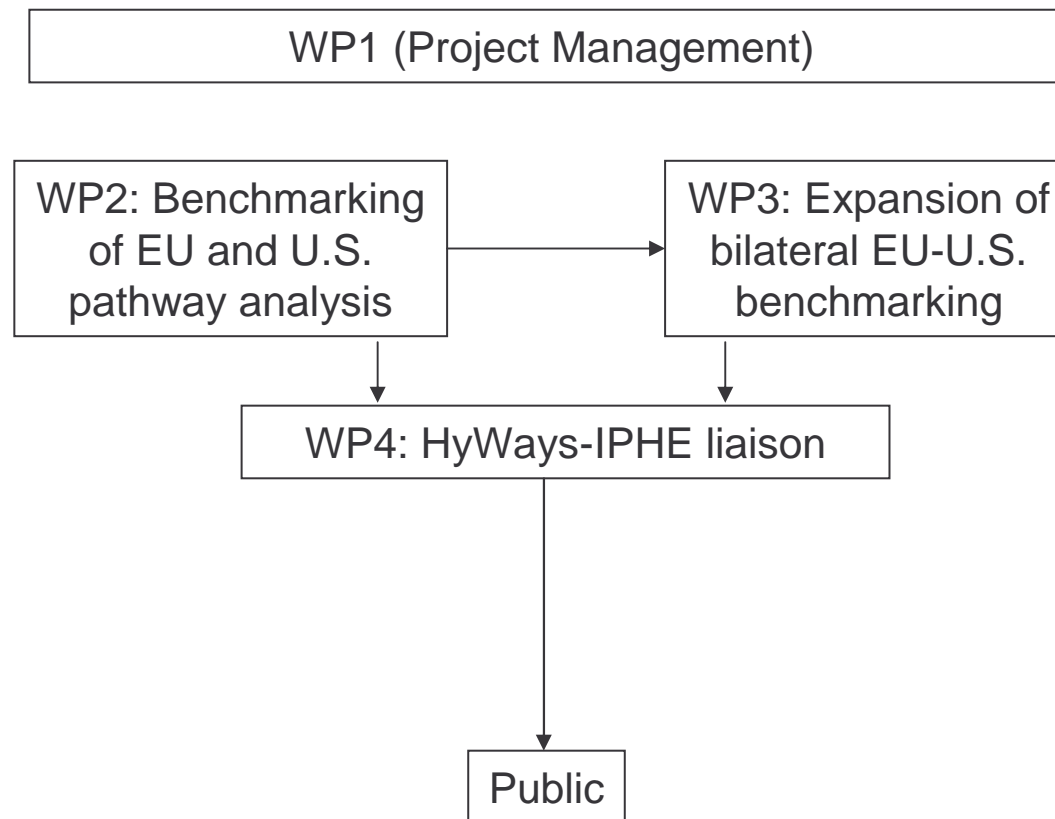 WP1 (Project Management)
WP2: Benchmarking
of EU and U.S.
pathway analysis
WP3: Expansion of
bilateral EU-U.S.
benchmarking
WP4: HyWays-IPHE liaison
Public